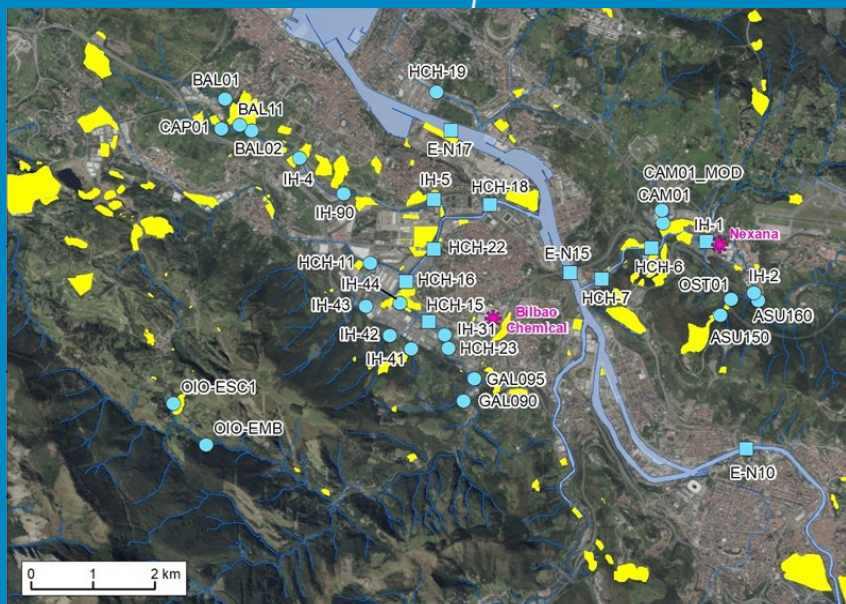 BAL01
HCH-19
BAL11
CAP01
BAL02
E-N17
IH-4
CAM01_MOD
CAM01
IH-90
IH-5
HCH-18
IH-1
Nexana
HCH-22
E-N15
HCH-11
HCH-6
HCH-16
HCH-7
IH-44
OST01
IH-2
IH-43
HCH-15
ASU160
Bilbao
Chemical
IH-42
IH-31
ASU150
IH-41
HCH-23
GAL095
OIO-ESC1
GAL090
OIO-EMB
E-N10
0 1 2 km